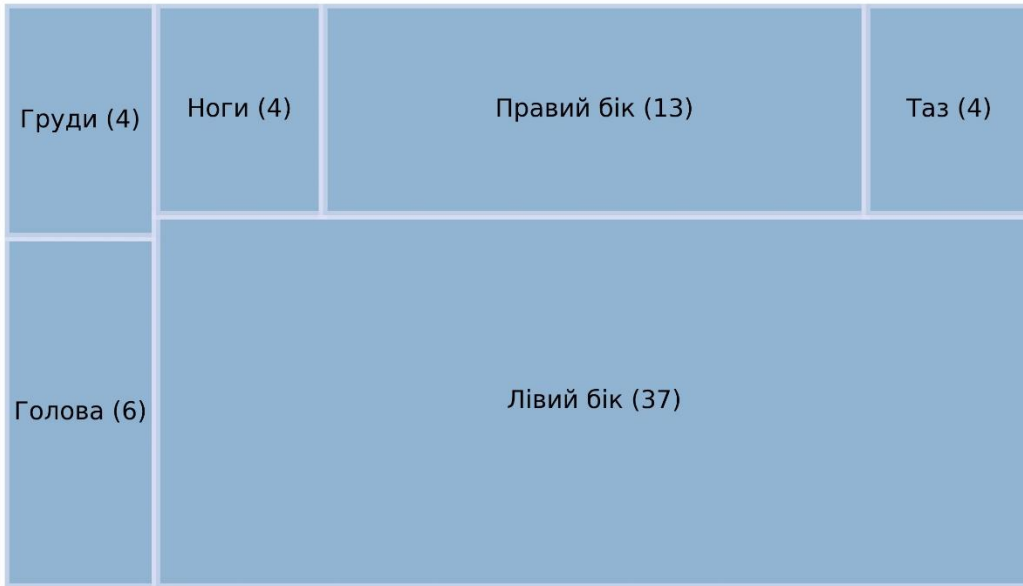 Груди (4)
Ноги (4)
Правий бік (13)
Таз (4)
Голова (6)
Лівий бік (37)